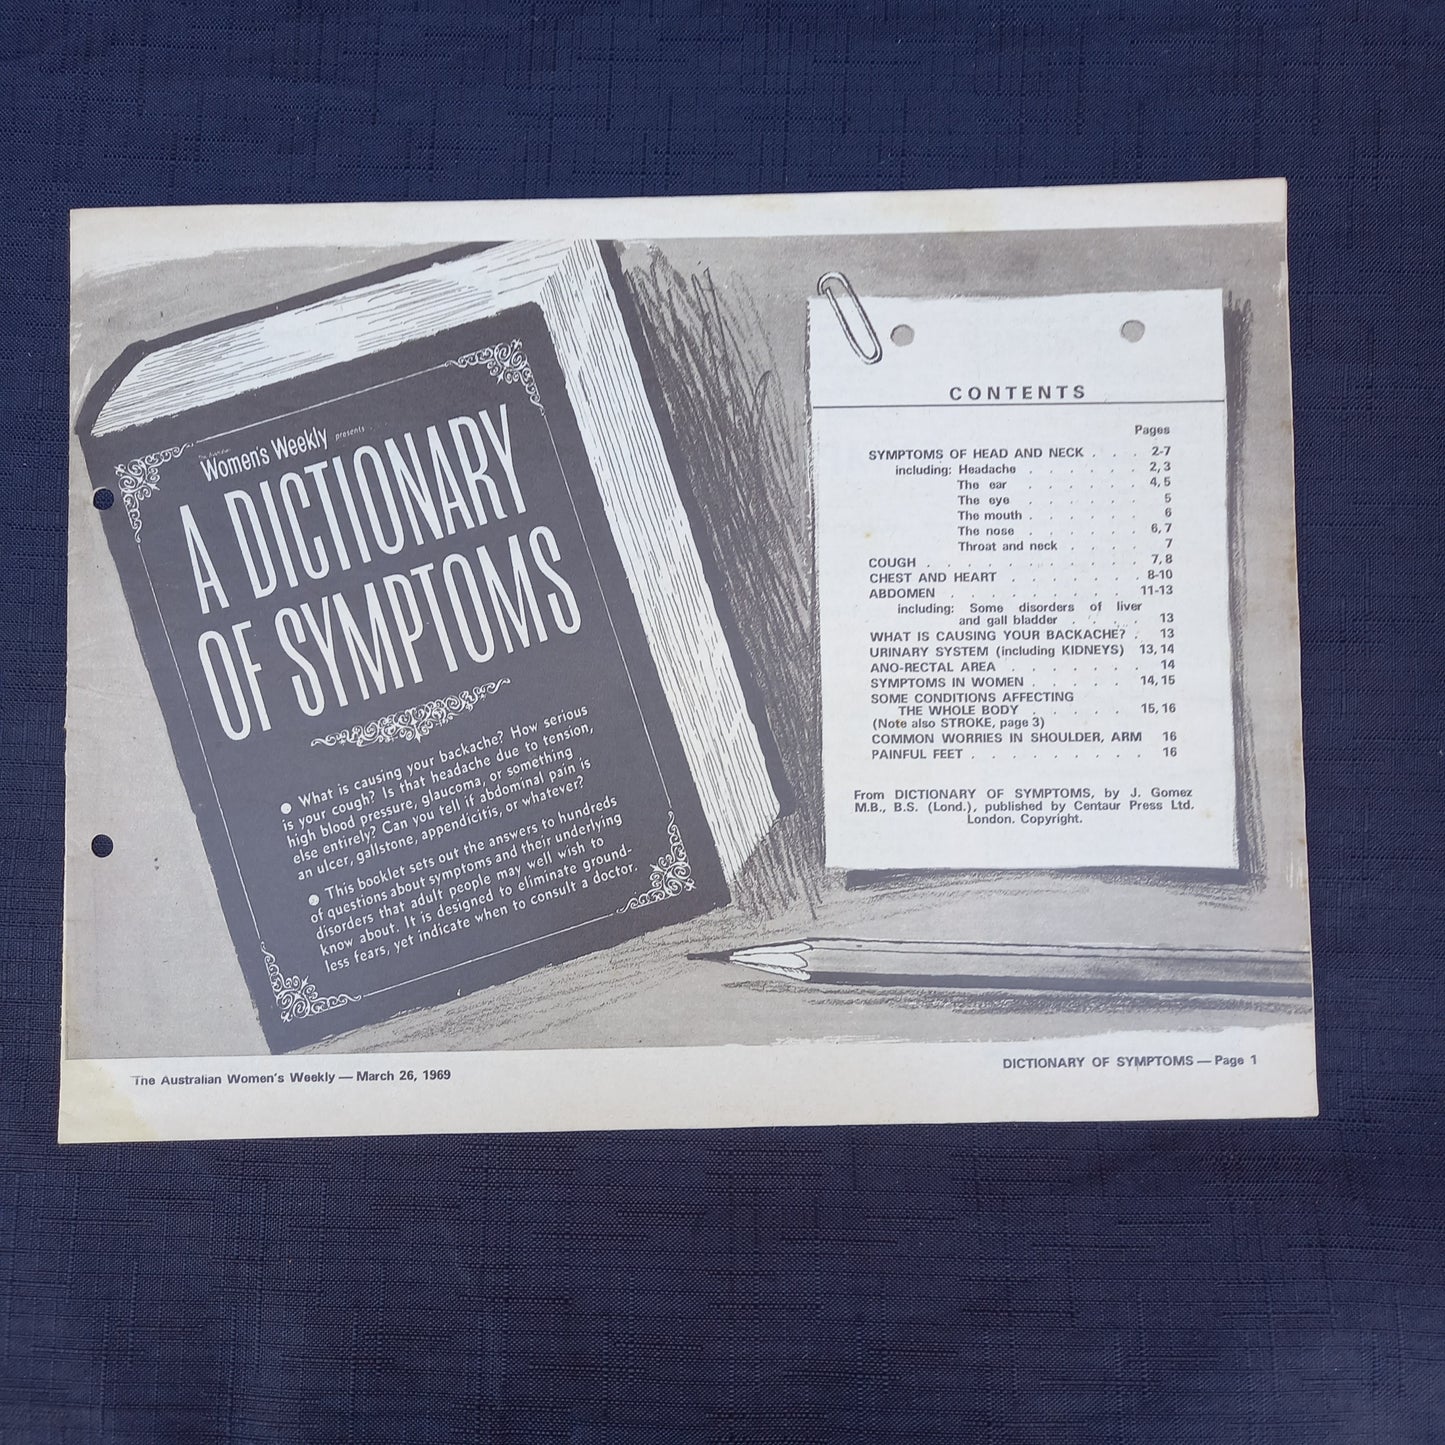 The Australian
Women's Weekly presents . . .
A DICTIONARY
OF SYMPTOMS
● What is causing your backache? How serious
is your cough? Is that headache due to tension,
high blood pressure, glaucoma, or something
else entirely? Can you tell if abdominal pain is
an ulcer, gallstone, appendicitis, or whatever?
● This booklet sets out the answers to hundreds
of questions about symptoms and their underlying
disorders that adult people may well wish to
know about. It is designed to eliminate ground-
less fears, yet indicate when to consult a doctor.
CONTENTS
Pages
SYMPTOMS OF HEAD AND NECK . . . 2-7
including: Headache . . . . . . 2, 3
The ear . . . . . . 4, 5
The eye . . . . . . 5
The mouth . . . . . . 6
The nose . . . . . . 6, 7
Throat and neck . . . . 7
COUGH . . . . . . . . . . . 7, 8
CHEST AND HEART . . . . . . . 8-10
ABDOMEN . . . . . . . . . . 11-13
including: Some disorders of liver
and gall bladder . . . . 13
WHAT IS CAUSING YOUR BACKACHE? . 13
URINARY SYSTEM (including KIDNEYS) 13, 14
ANO-RECTAL AREA . . . . . . . 14
SYMPTOMS IN WOMEN . . . . . 14, 15
SOME CONDITIONS AFFECTING
THE WHOLE BODY . . . . . . 15, 16
(Note also STROKE, page 3)
COMMON WORRIES IN SHOULDER, ARM 16
PAINFUL FEET . . . . . . . . . 16
From DICTIONARY OF SYMPTOMS, by J. Gomez
M.B., B.S. (Lond.), published by Centaur Press Ltd.
London. Copyright.
The Australian Women's Weekly — March 26, 1969
DICTIONARY OF SYMPTOMS — Page 1